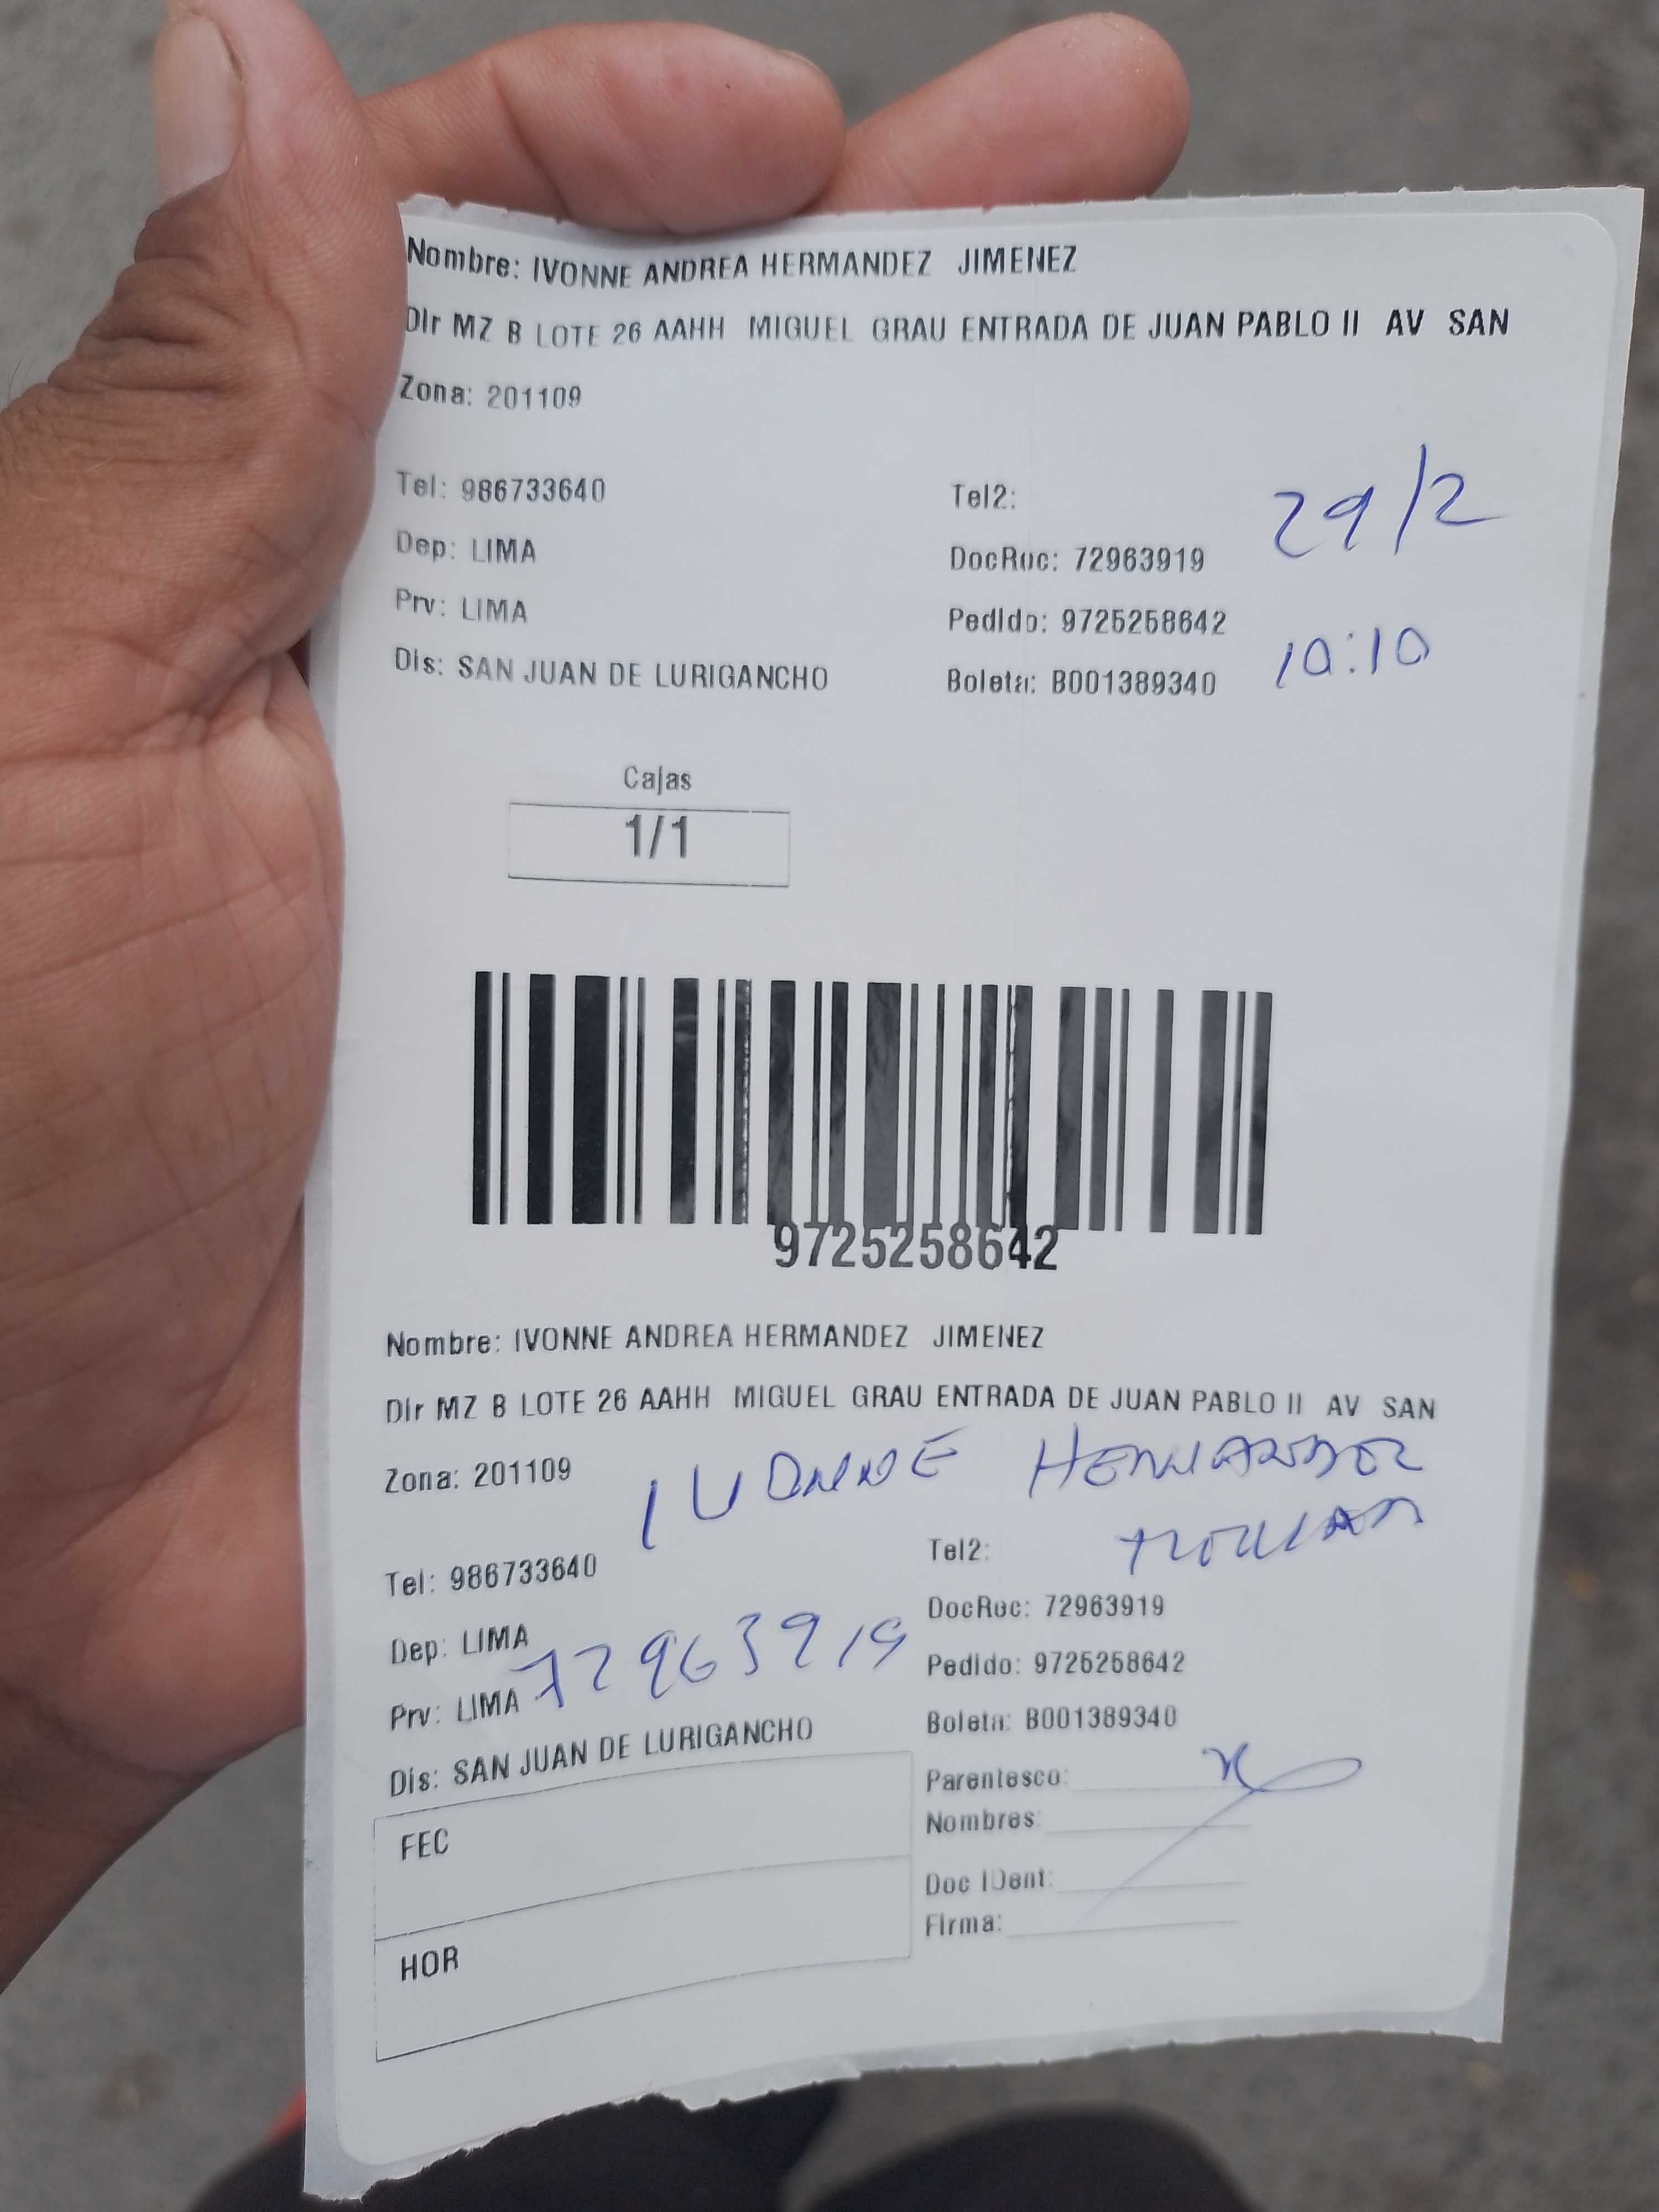 Nombre: IVONNE ANDREA HERMANDEZ JIMENEZ
Dir MZ B LOTE 26 AAHH MIGUEL GRAU ENTRADA DE JUAN PABLO II AV SAN
Zona: 201109
Tel: 986733640
Tel2:
29/2
Dep: LIMA
DocRuc: 72963919
Prv: LIMA
Pedido: 9725258642
10:10
Dis: SAN JUAN DE LURIGANCHO
Boleta: B001389340
Cajas
1/1
9725258642
Nombre: IVONNE ANDREA HERMANDEZ JIMENEZ
Dir MZ B LOTE 26 AAHH MIGUEL GRAU ENTRADA DE JUAN PABLO II AV SAN
Zona: 201109
IVONNE HERNANDEZ
Tel: 986733640
Tel2:
Dep: LIMA
DocRuc: 72963919
72963919
Prv: LIMA
Pedido: 9725258642
Dis: SAN JUAN DE LURIGANCHO
Boleta: B001389340
Parentesco:
Nombres:
FEC
Doc IDent:
Firma:
HOR